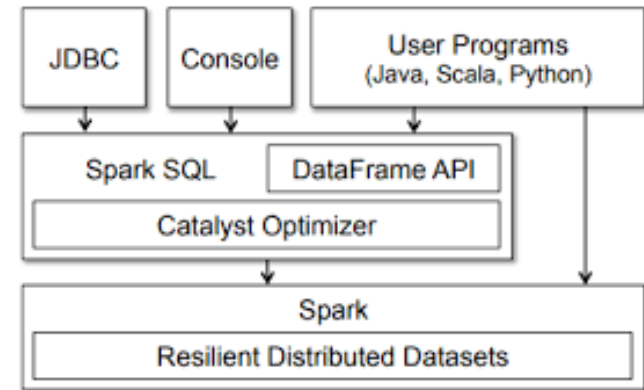 JDBC
Console
User Programs
(Java, Scala, Python)
Spark SQL
DataFrame API
Catalyst Optimizer
Spark
Resilient Distributed Datasets